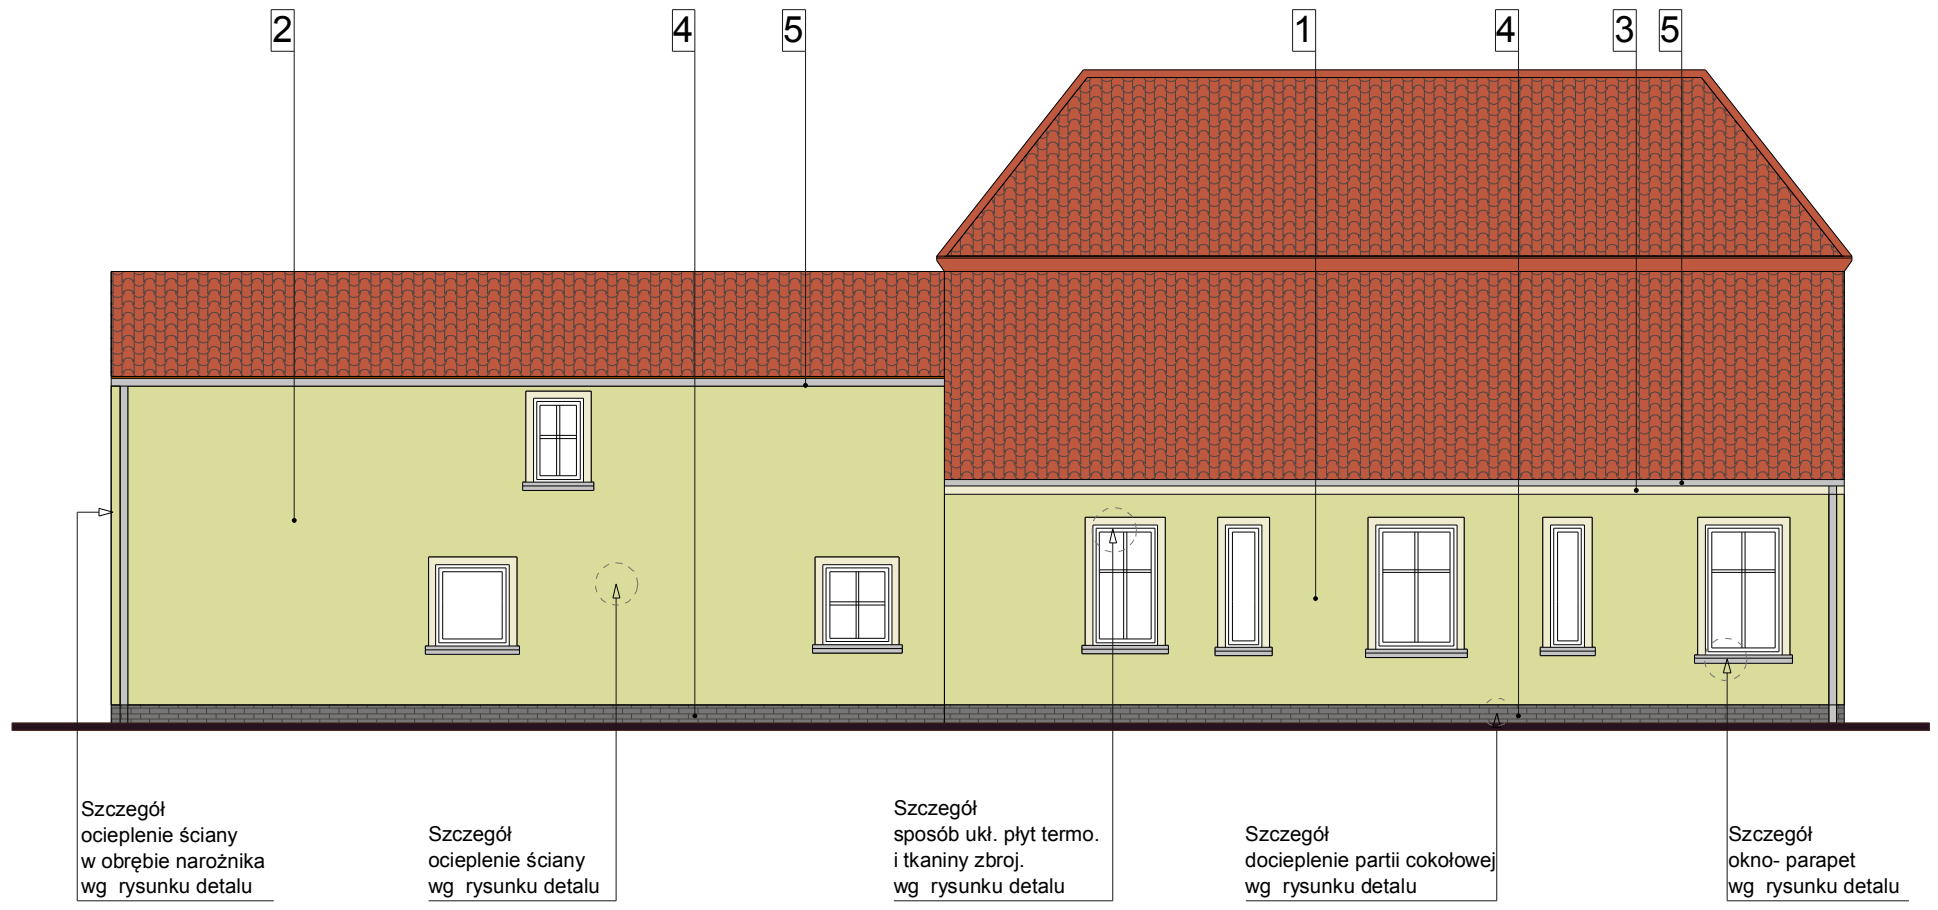 2
4
5
1
4
3
5
Szczegół
ocieplenie ściany
w obrębie narożnika
wg rysunku detalu
Szczegół
ocieplenie ściany
wg rysunku detalu
Szczegół
sposób ukł. płyt termo.
i tkaniny zbroj.
wg rysunku detalu
Szczegół
docieplenie partii cokołowej
wg rysunku detalu
Szczegół
okno- parapet
wg rysunku detalu